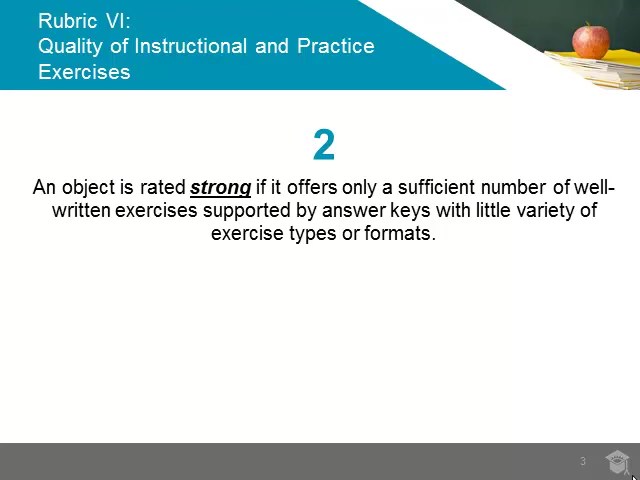 Rubric VI:
Quality of Instructional and Practice
Exercises
2
An object is rated strong if it offers only a sufficient number of well-
written exercises supported by answer keys with little variety of
exercise types or formats.
3